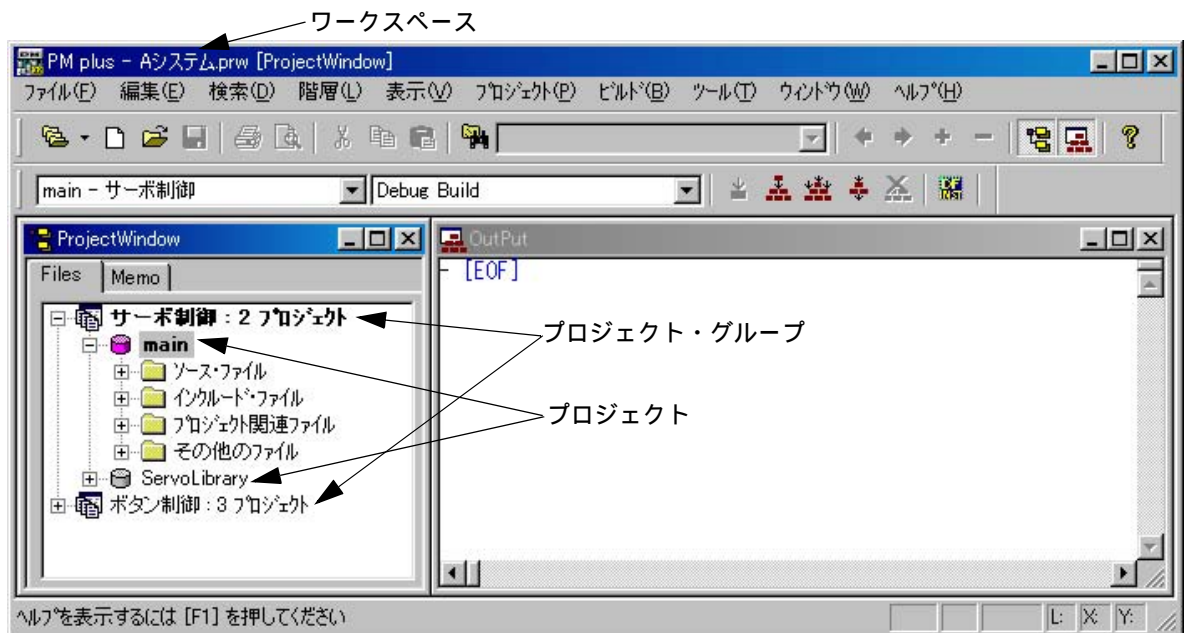 ワークスペース
PM plus - Aシステム.prw [ProjectWindow]
ファイル(F) 編集(E) 検索(D) 階層(L) 表示(V) プロジェクト(P) ビルド(B) ツール(T) ウィンドウ(W) ヘルプ(H)
main - サーボ制御 Debug Build
ProjectWindow
OutPut
Files Memo
[EOF]
サーボ制御 : 2 プロジェクト
main
ソース・ファイル
インクルード・ファイル
プロジェクト関連ファイル
その他のファイル
ServoLibrary
ボタン制御 : 3 プロジェクト
プロジェクト・グループ
プロジェクト
ヘルプを表示するには [F1] を押してください
L: X: Y: